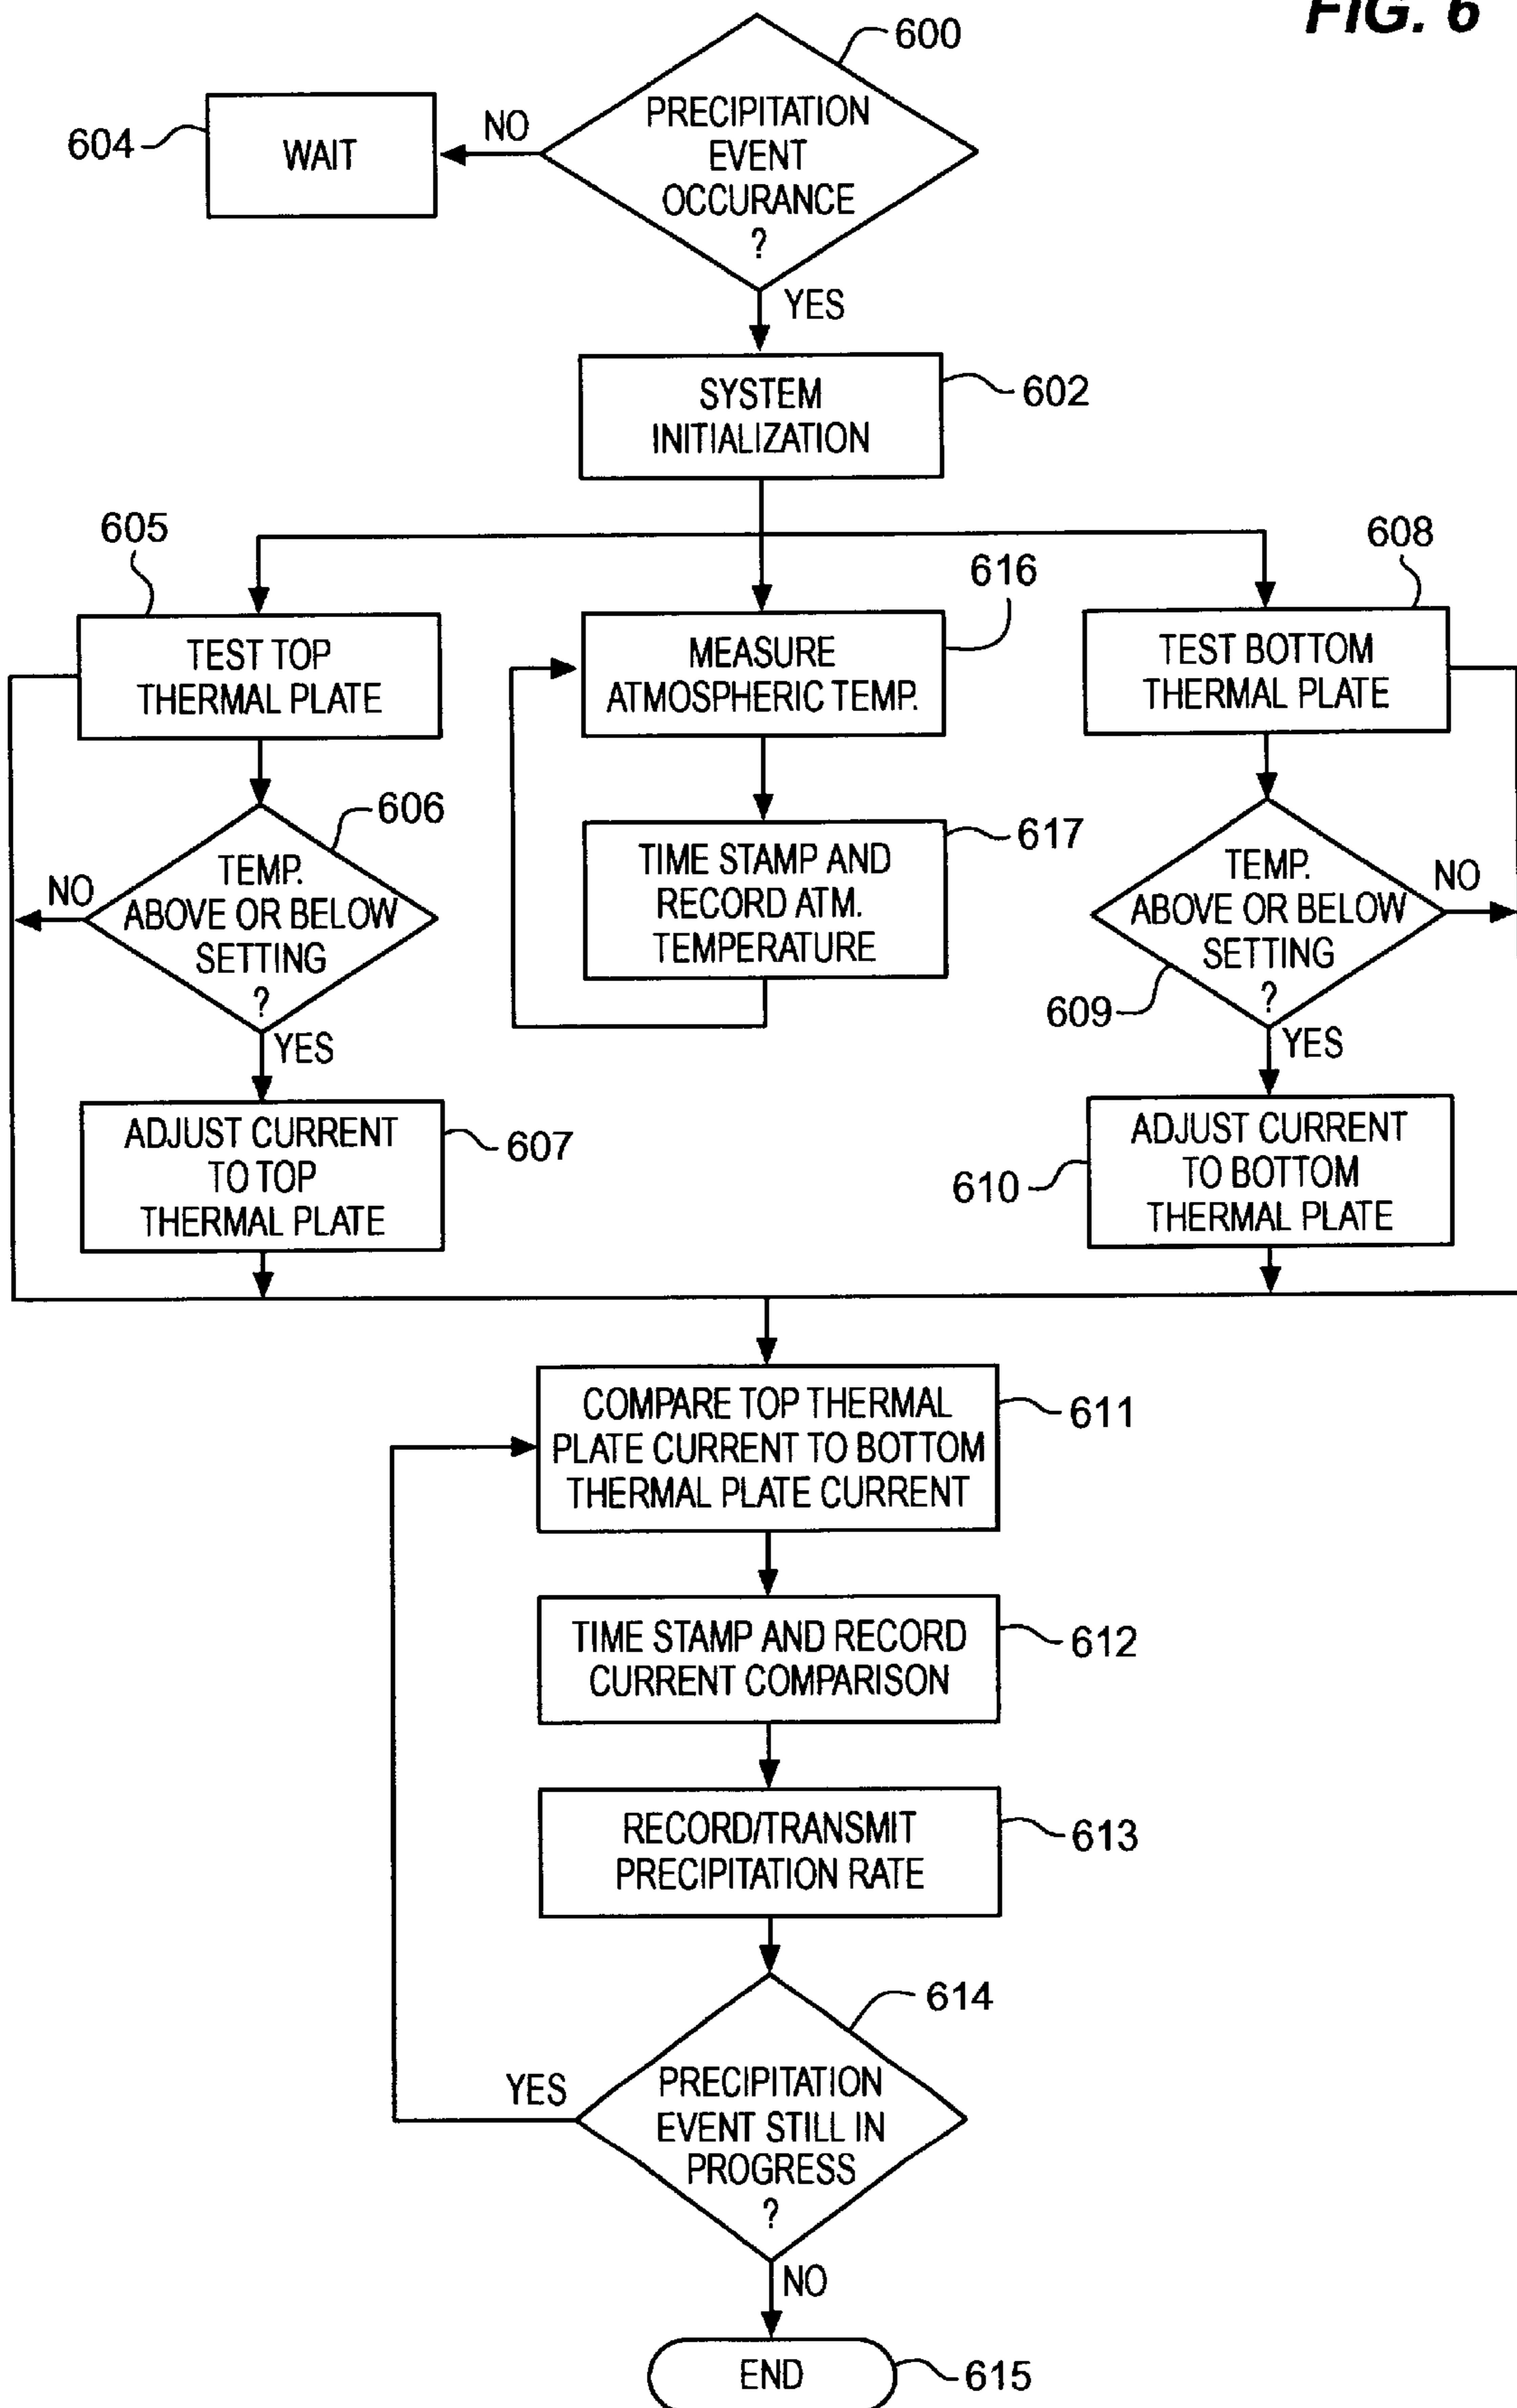 FIG. 6
600
PRECIPITATION
EVENT
OCCURANCE
?
NO
604
WAIT
YES
SYSTEM
INITIALIZATION
602
605
TEST TOP
THERMAL PLATE
616
MEASURE
ATMOSPHERIC TEMP.
608
TEST BOTTOM
THERMAL PLATE
606
TEMP.
ABOVE OR BELOW
SETTING
?
NO
YES
617
TIME STAMP AND
RECORD ATM.
TEMPERATURE
TEMP.
ABOVE OR BELOW
SETTING
?
NO
609
YES
ADJUST CURRENT
TO TOP
THERMAL PLATE
607
ADJUST CURRENT
TO BOTTOM
THERMAL PLATE
610
COMPARE TOP THERMAL
PLATE CURRENT TO BOTTOM
THERMAL PLATE CURRENT
611
TIME STAMP AND RECORD
CURRENT COMPARISON
612
RECORD/TRANSMIT
PRECIPITATION RATE
613
614
PRECIPITATION
EVENT STILL IN
PROGRESS
?
YES
NO
END
615